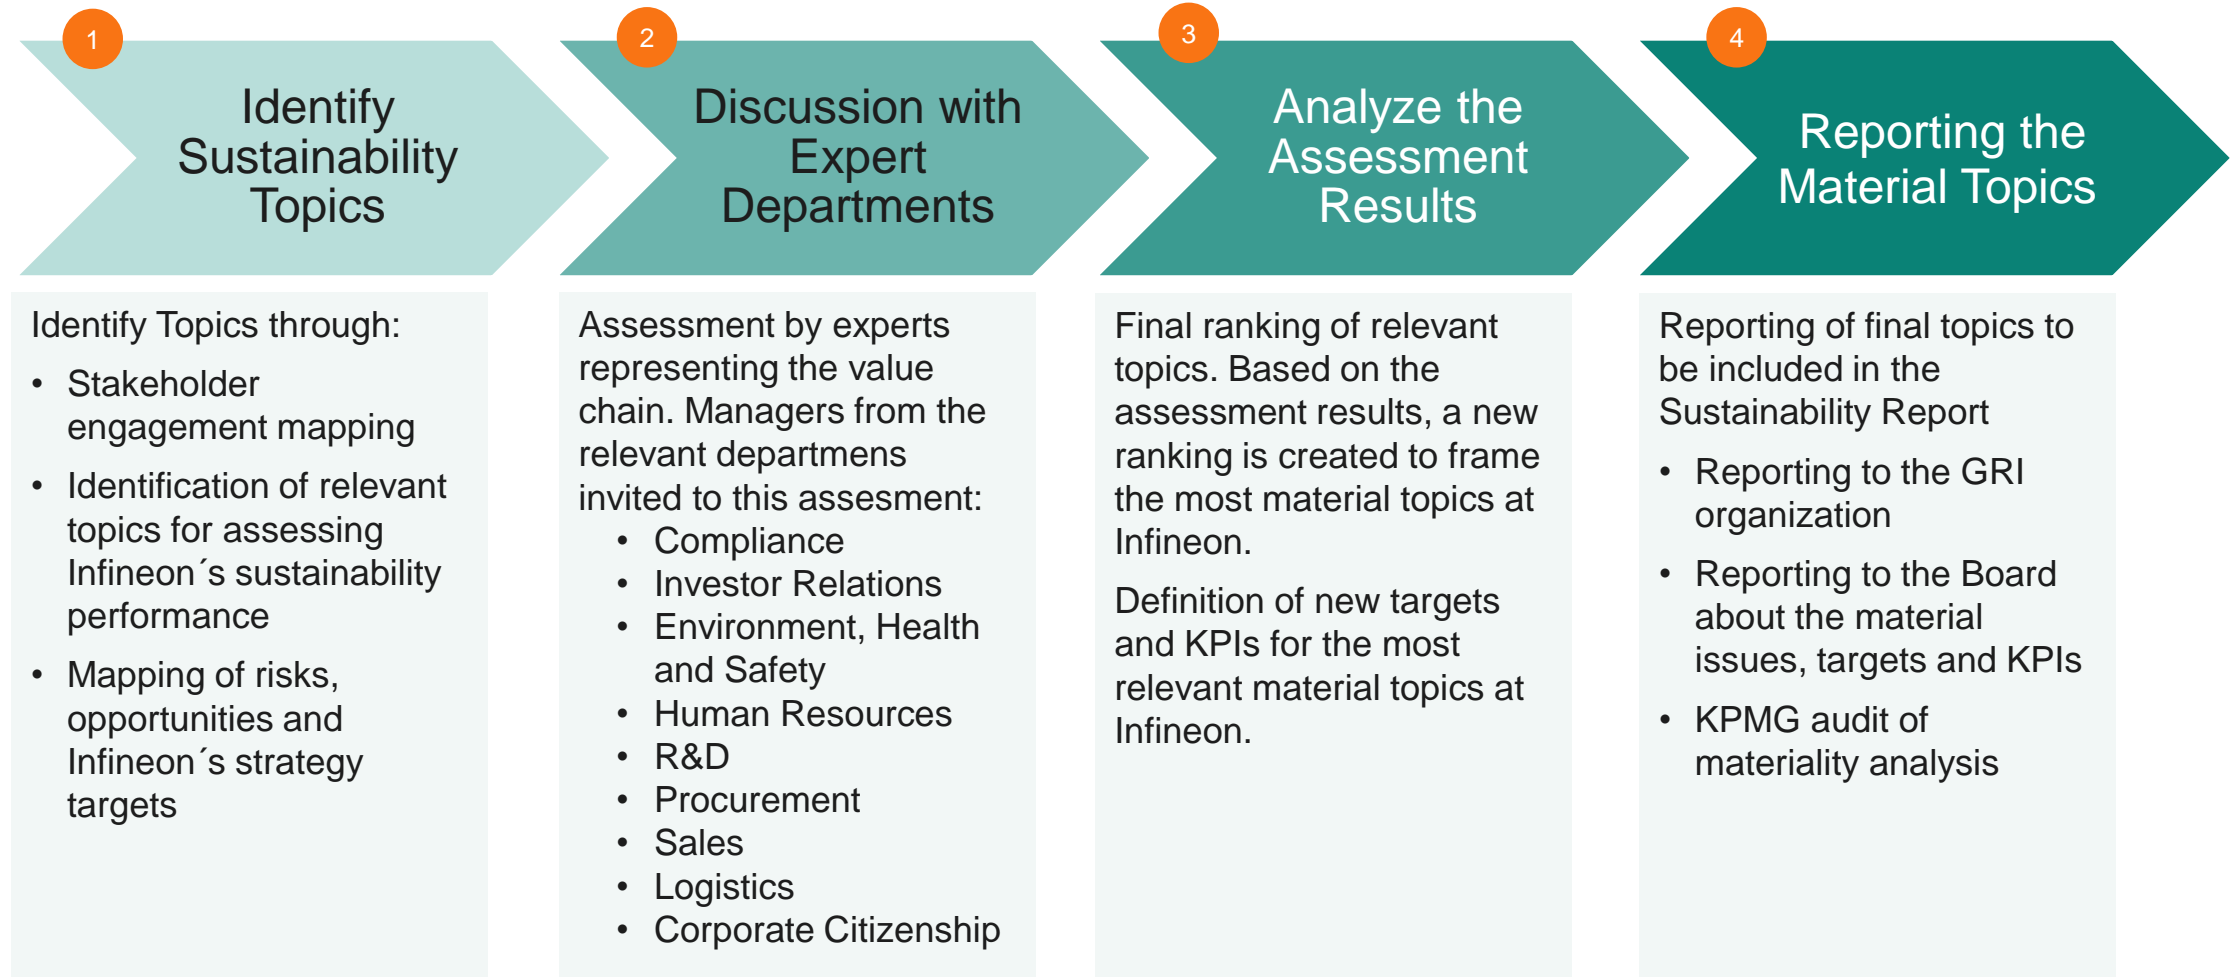 1
Identify
Sustainability
Topics
Identify Topics through:
• Stakeholder
engagement mapping
• Identification of relevant
topics for assessing
Infineon´s sustainability
performance
• Mapping of risks,
opportunities and
Infineon´s strategy
targets
2
Discussion with
Expert
Departments
Assessment by experts
representing the value
chain. Managers from the
relevant departmens
invited to this assesment:
• Compliance
• Investor Relations
• Environment, Health
and Safety
• Human Resources
• R&D
• Procurement
• Sales
• Logistics
• Corporate Citizenship
3
Analyze the
Assessment
Results
Final ranking of relevant
topics. Based on the
assessment results, a new
ranking is created to frame
the most material topics at
Infineon.
Definition of new targets
and KPIs for the most
relevant material topics at
Infineon.
4
Reporting the
Material Topics
Reporting of final topics to
be included in the
Sustainability Report
• Reporting to the GRI
organization
• Reporting to the Board
about the material
issues, targets and KPIs
• KPMG audit of
materiality analysis